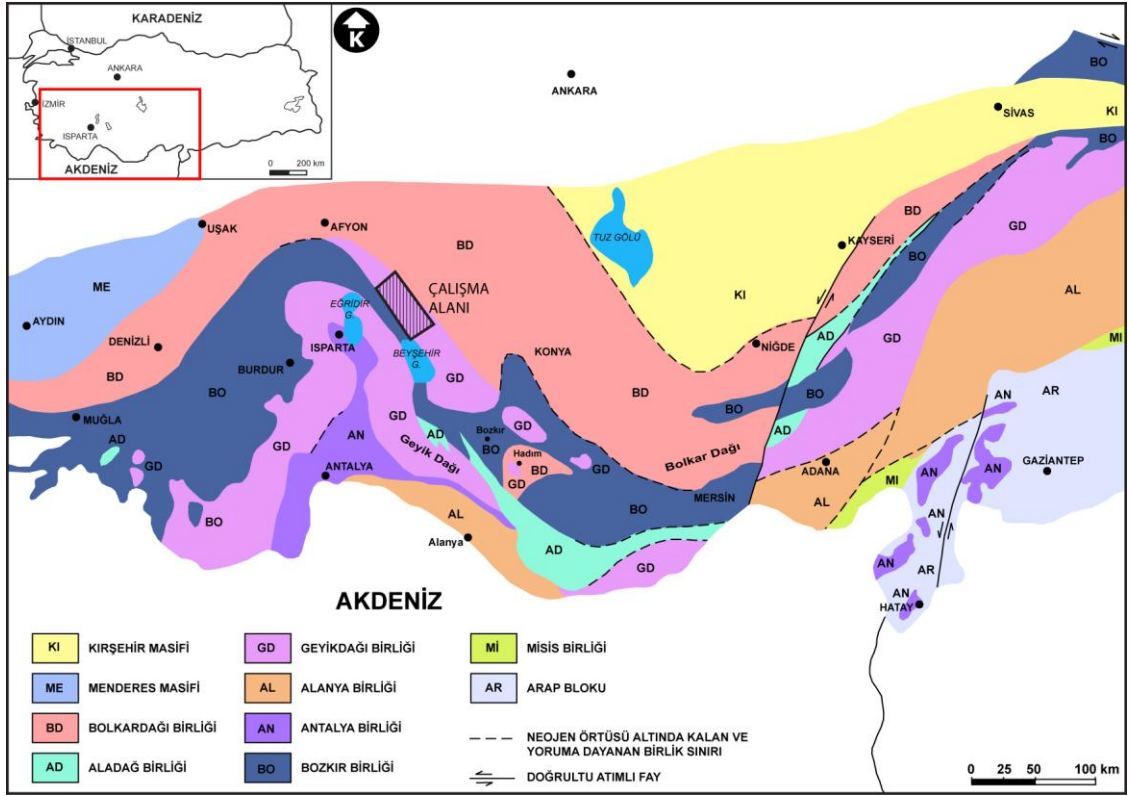 KARADENİZ
İSTANBUL
ANKARA
İZMİR
ISPARTA
AKDENİZ
0 200 km
K
ANKARA
BO
SİVAS
KI
BO
UŞAK
AFYON
BD
TUZ GÖLÜ
BD
KAYSERİ
GD
BO
ME
ÇALIŞMA
ALANI
EĞRİDİR
G.
KI
AL
AYDIN
DENİZLİ
ISPARTA
AD
NİĞDE
Mİ
BEYŞEHİR
G.
KONYA
BURDUR
GD
BD
BO
GD
BD
AR
MUĞLA
BO
BO
AN
AD
GD
GD
AN
GD
AD
Bozkır
BO
GD
AD
Geyik Dağı
Hadım
BD
GD
GD
Bolkar Dağı
ANTALYA
ADANA
Mİ
AN
AN
GAZİANTEP
BO
AL
BO
MERSİN
AL
AN
Alanya
AD
GD
AN
AR
AN
HATAY
AKDENİZ
KI KIRŞEHİR MASİFİ
ME MENDERES MASİFİ
BD BOLKARDAĞI BİRLİĞİ
AD ALADAĞ BİRLİĞİ
GD GEYİKDAĞI BİRLİĞİ
AL ALANYA BİRLİĞİ
AN ANTALYA BİRLİĞİ
BO BOZKIR BİRLİĞİ
Mİ MISİS BİRLİĞİ
AR ARAP BLOKU
NEOJEN ÖRTÜSÜ ALTINDA KALAN VE
YORUMA DAYANAN BİRLİK SINIRI
DOĞRULTU ATIMLI FAY
0 25 50 100 km